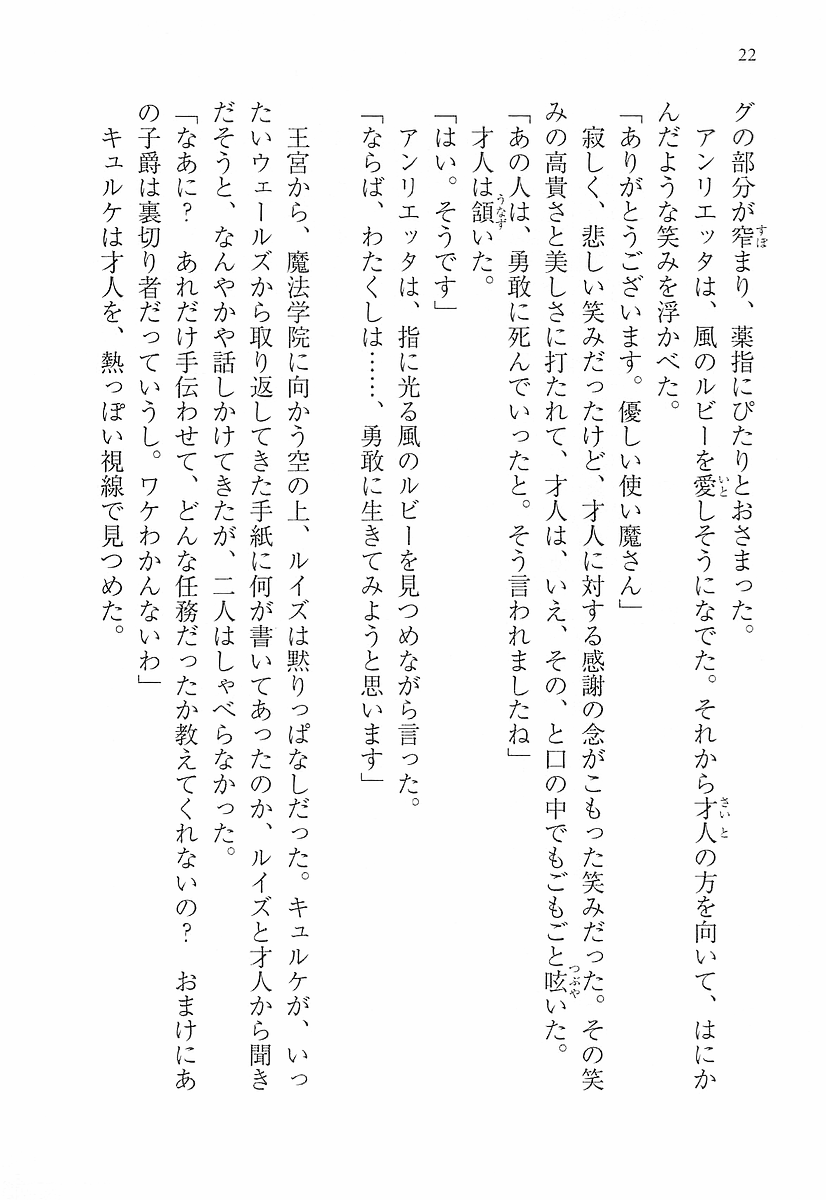 22
グの部分が窄まり、薬指にぴたりとおさまった。
　アンリエッタは、風のルビーを愛しそうになでた。それから才人の方を向いて、はにか
んだような笑みを浮かべた。
「ありがとうございます。優しい使い魔さん」
　寂しく、悲しい笑みだったけど、才人に対する感謝の念がこもった笑みだった。その笑
みの高貴さと美しさに打たれて、才人は、いえ、その、と口の中でもごもごと呟いた。
「あの人は、勇敢に死んでいったと。そう言われましたね」
　才人は頷いた。
「はい。そうです」
　アンリエッタは、指に光る風のルビーを見つめながら言った。
「ならば、わたくしは……、勇敢に生きてみようと思います」
　王宮から、魔法学院に向かう空の上、ルイズは黙りっぱなしだった。キュルケが、いっ
たいウェールズから取り返してきた手紙に何が書いてあったのか、ルイズと才人から聞き
だそうと、なんやかや話しかけてきたが、二人はしゃべらなかった。
「なあに？　あれだけ手伝わせて、どんな任務だったか教えてくれないの？　おまけにあ
の子爵は裏切り者だっていうし。ワケわかんないわ」
　キュルケは才人を、熱っぽい視線で見つめた。